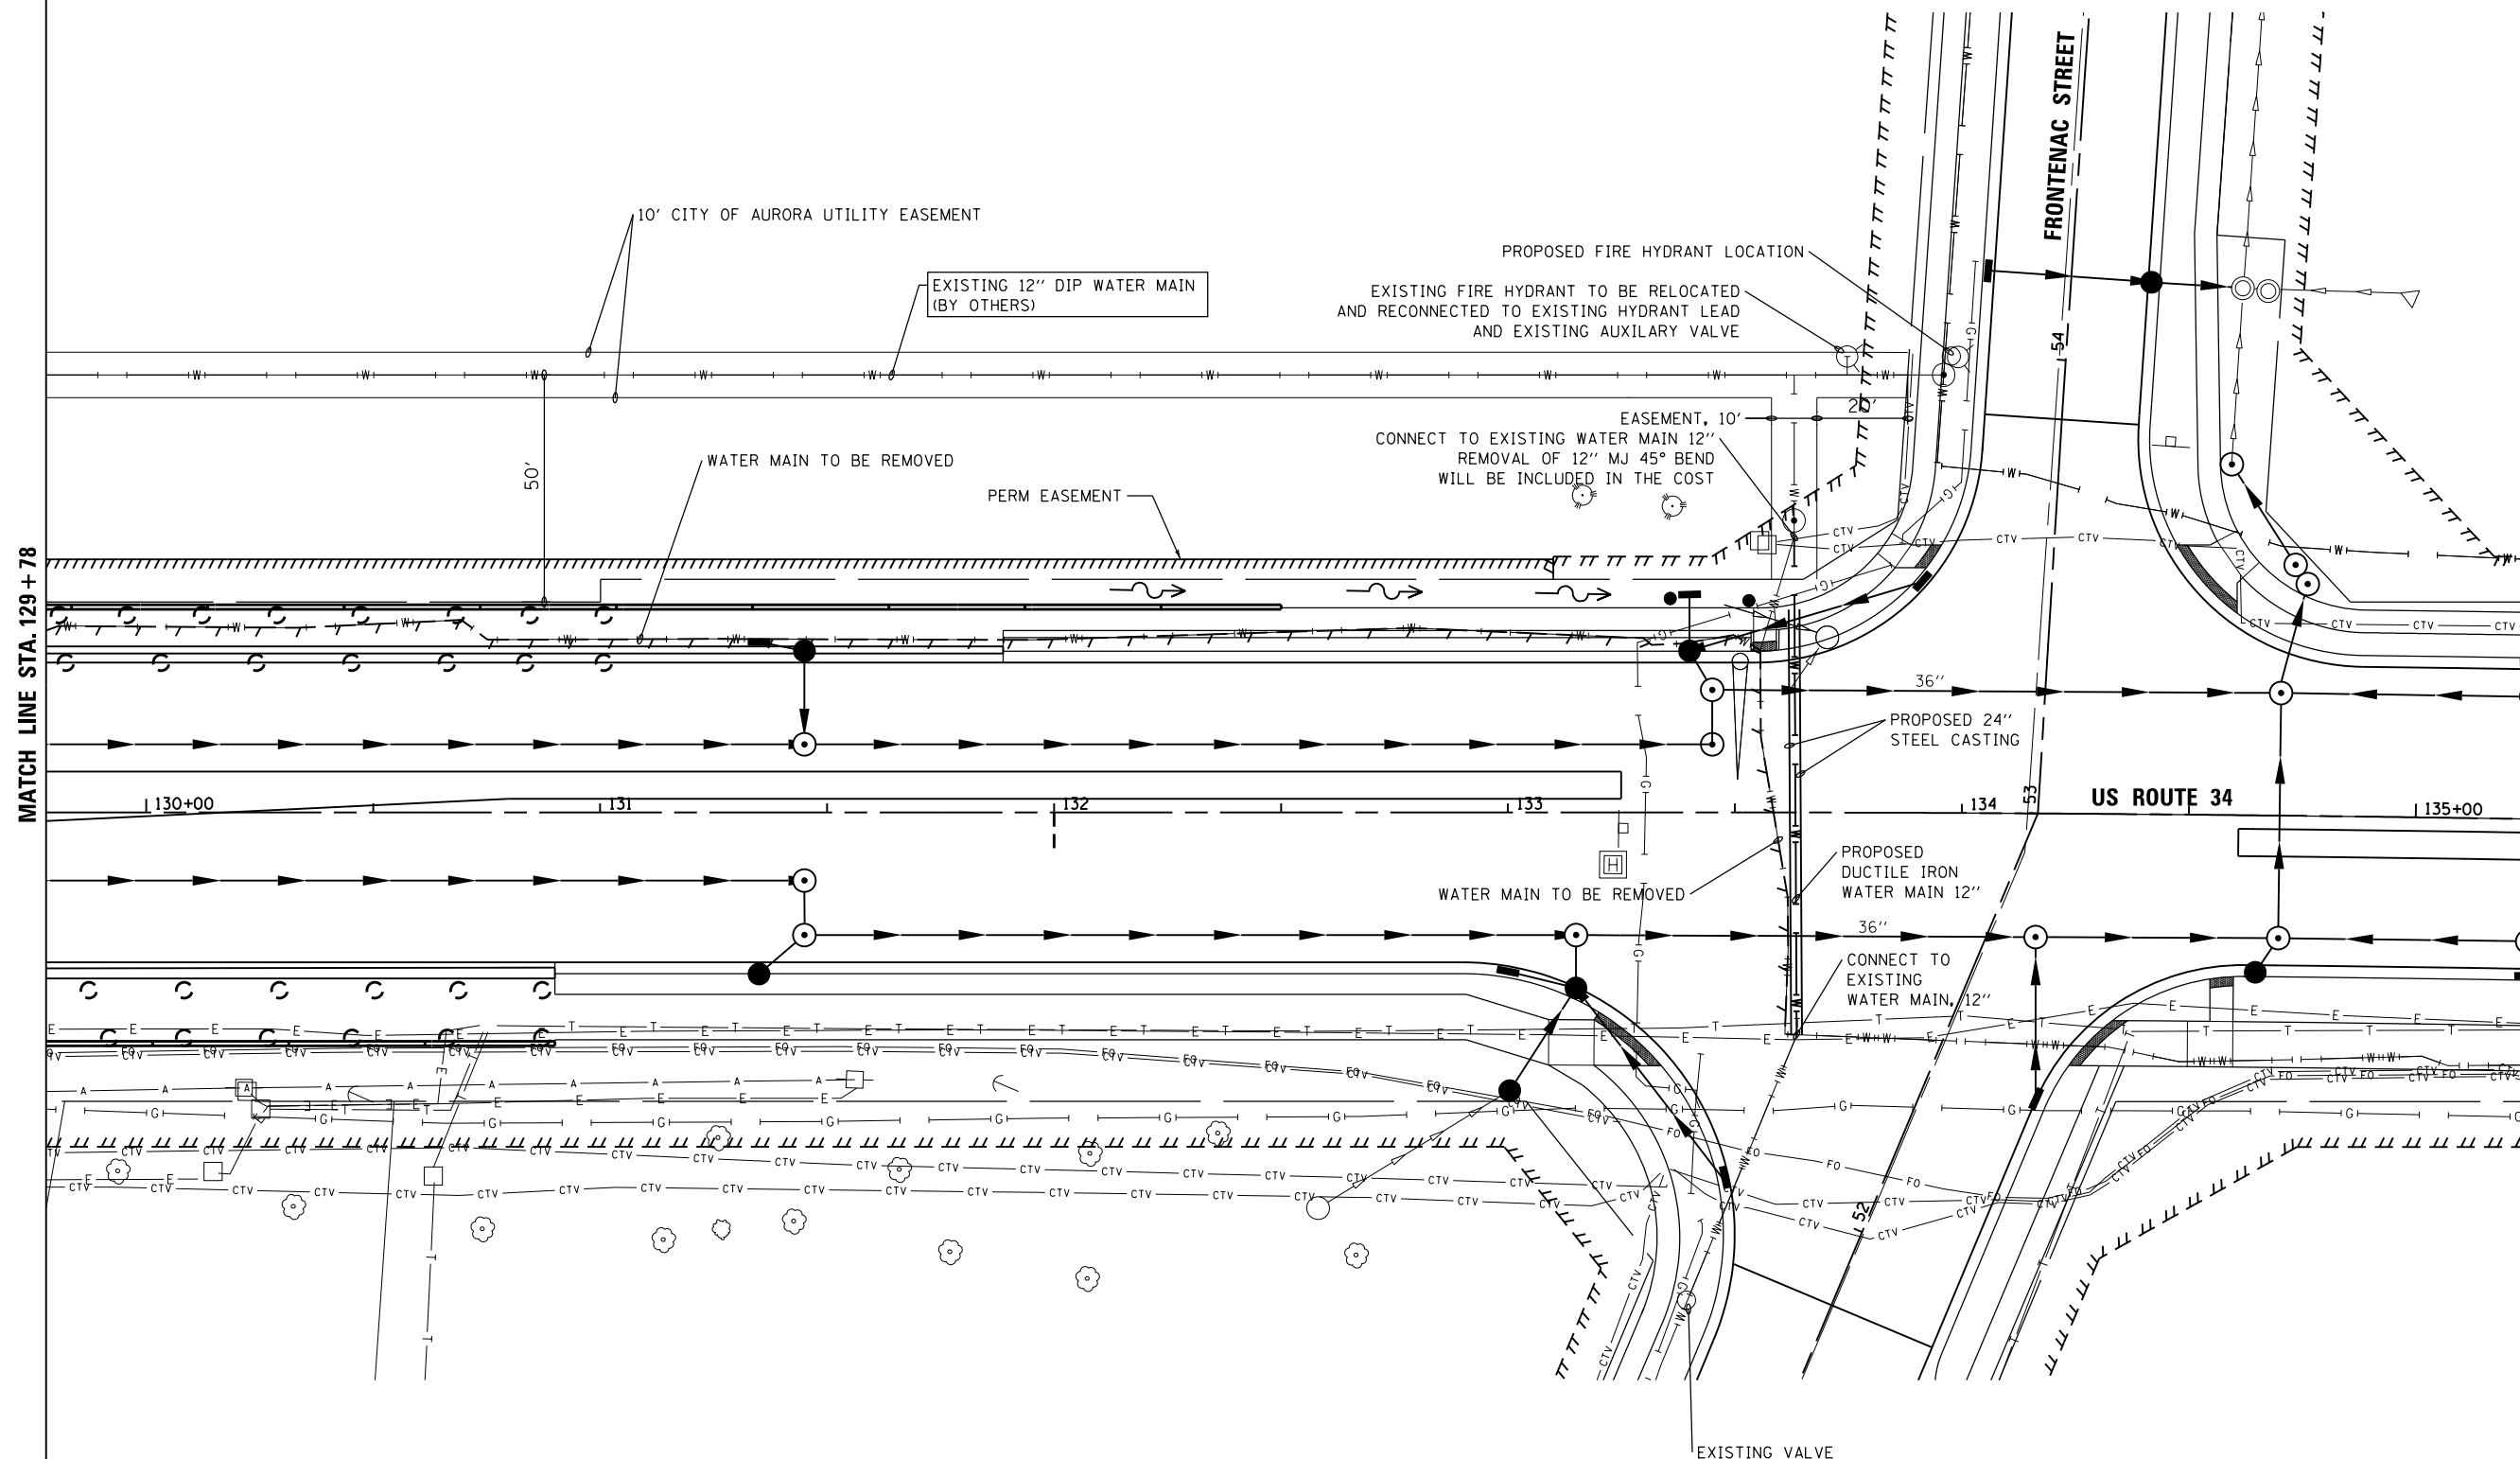 FRONTENAC STREET
10' CITY OF AURORA UTILITY EASEMENT
PROPOSED FIRE HYDRANT LOCATION
EXISTING 12'' DIP WATER MAIN
(BY OTHERS)
EXISTING FIRE HYDRANT TO BE RELOCATED
AND RECONNECTED TO EXISTING HYDRANT LEAD
AND EXISTING AUXILARY VALVE
54
20'
EASEMENT, 10'
CONNECT TO EXISTING WATER MAIN 12''
REMOVAL OF 12'' MJ 45° BEND
WILL BE INCLUDED IN THE COST
50'
WATER MAIN TO BE REMOVED
PERM EASEMENT
MATCH LINE STA. 129+78
36''
PROPOSED 24''
STEEL CASTING
130+00
131
132
133
134
53
US ROUTE 34
135+00
H
PROPOSED
DUCTILE IRON
WATER MAIN 12''
WATER MAIN TO BE REMOVED
36''
CONNECT TO
EXISTING
WATER MAIN, 12''
52
EXISTING VALVE